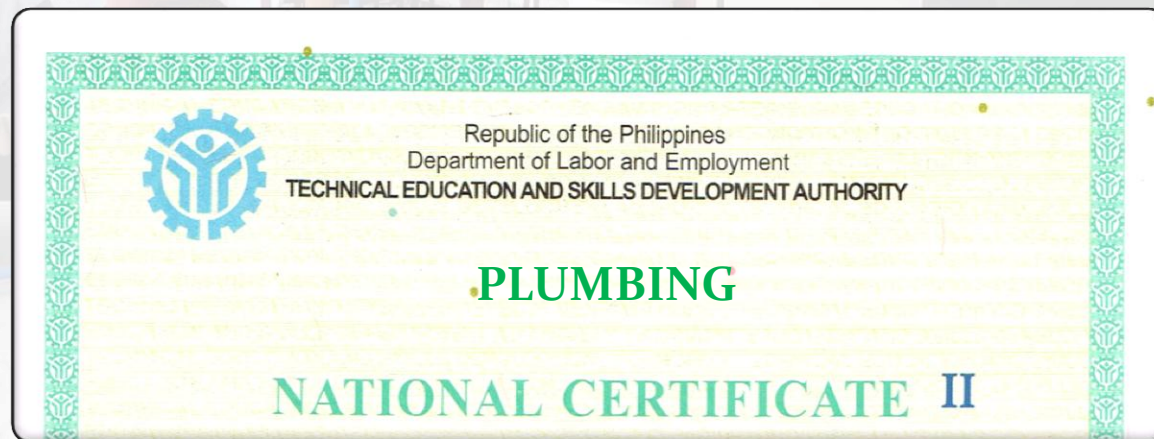 Republic of the Philippines
Department of Labor and Employment
TECHNICAL EDUCATION AND SKILLS DEVELOPMENT AUTHORITY
PLUMBING
NATIONAL CERTIFICATE II